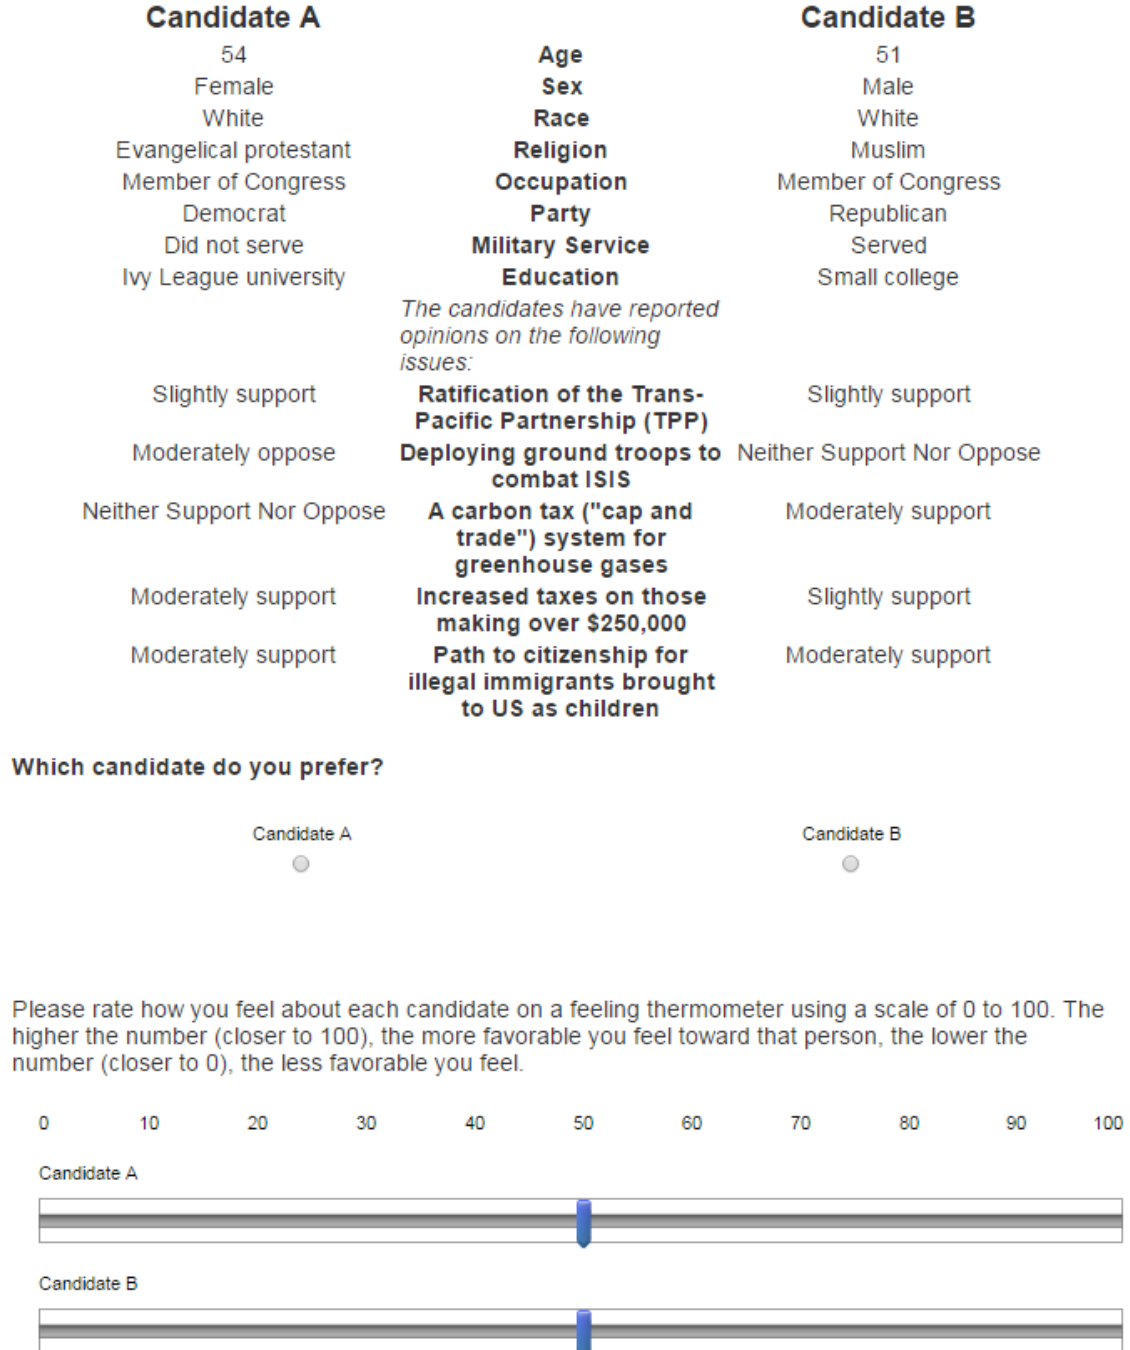 Candidate A Candidate B
54 Age 51
Female Sex Male
White Race White
Evangelical protestant Religion Muslim
Member of Congress Occupation Member of Congress
Democrat Party Republican
Did not serve Military Service Served
Ivy League university Education Small college
The candidates have reported
opinions on the following
issues:
Slightly support Ratification of the Trans- Slightly support
Pacific Partnership (TPP)
Moderately oppose Deploying ground troops to Neither Support Nor Oppose
combat ISIS
Neither Support Nor Oppose A carbon tax ("cap and Moderately support
trade") system for
greenhouse gases
Moderately support Increased taxes on those Slightly support
making over $250,000
Moderately support Path to citizenship for Moderately support
illegal immigrants brought
to US as children
Which candidate do you prefer?
Candidate A Candidate B
Please rate how you feel about each candidate on a feeling thermometer using a scale of 0 to 100. The
higher the number (closer to 100), the more favorable you feel toward that person, the lower the
number (closer to 0), the less favorable you feel.
0 10 20 30 40 50 60 70 80 90 100
Candidate A
Candidate B